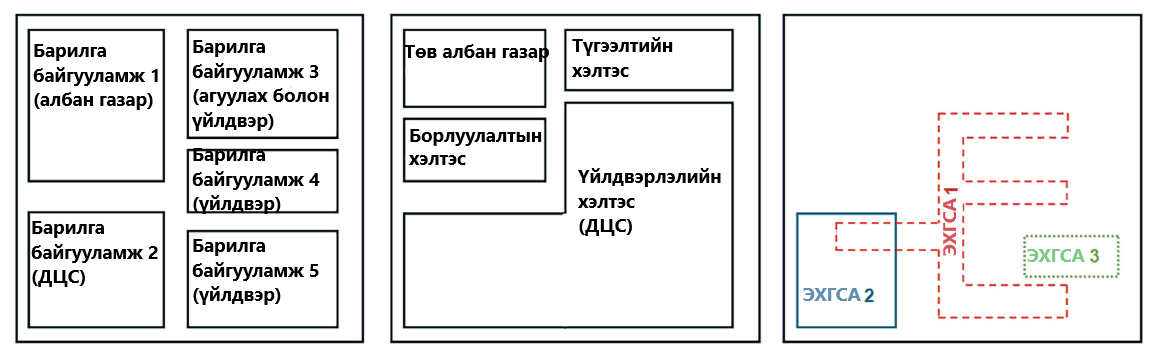 Барилга
байгууламж 1
(албан газар)
Барилга
байгууламж 2
(ДЦС)
Барилга
байгууламж 3
(агуулах болон
үйлдвэр)
Барилга
байгууламж 4
(үйлдвэр)
Барилга
байгууламж 5
(үйлдвэр)
Төв албан газар
Борлуулалтын
хэлтэс
Түгээлтийн
хэлтэс
Үйлдвэрлэлийн
хэлтэс
(ДЦС)
ЭХГСА 1
ЭХГСА 2
ЭХГСА 3